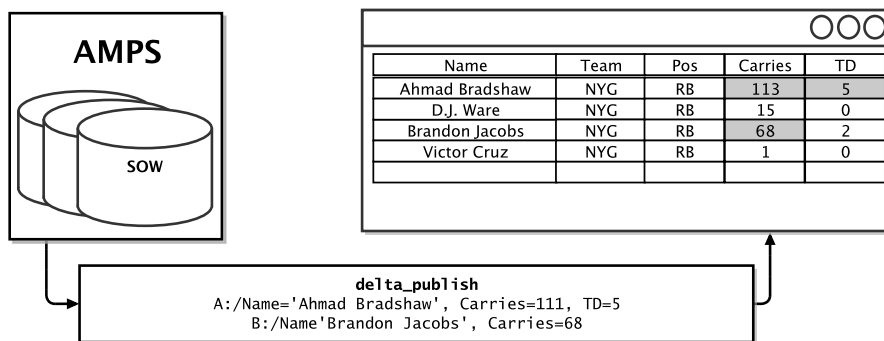 AMPS
SOW
Name Team Pos Carries TD
Ahmad Bradshaw NYG RB 113 5
D.J. Ware NYG RB 15 0
Brandon Jacobs NYG RB 68 2
Victor Cruz NYG RB 1 0
delta_publish
A:/Name='Ahmad Bradshaw', Carries=111, TD=5
B:/Name'Brandon Jacobs', Carries=68